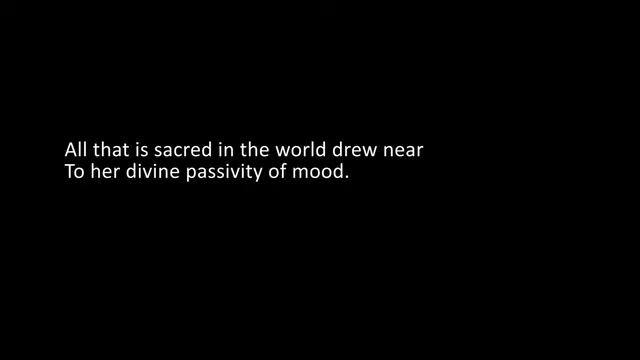 All that is sacred in the world drew near
To her divine passivity of mood.